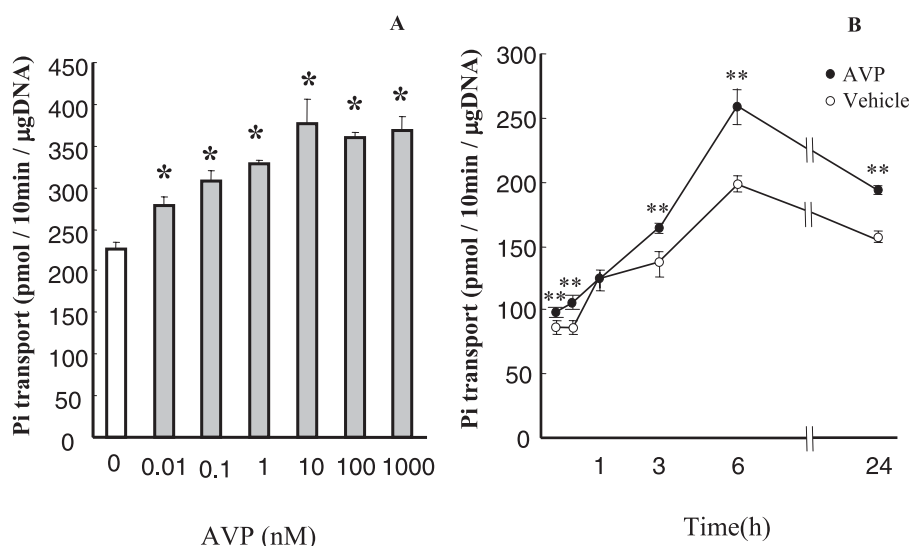 A
Pi transport (pmol / 10min / µgDNA)
450
400
350
300
250
200
150
100
50
0
*
*
*
*
*
*
0 0.01 0.1 1 10 100 1000
AVP (nM)
B
Pi transport (pmol / 10min / µgDNA)
300
250
200
150
100
50
0
AVP
Vehicle
**
**
**
**
**
1 3 6 24
Time(h)